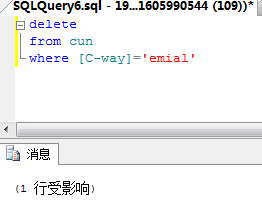 SQLQuery6.sql - 19...1605990544 (109))*
delete
from cun
where [C-way]='emial'
消息
(1 行受影响)